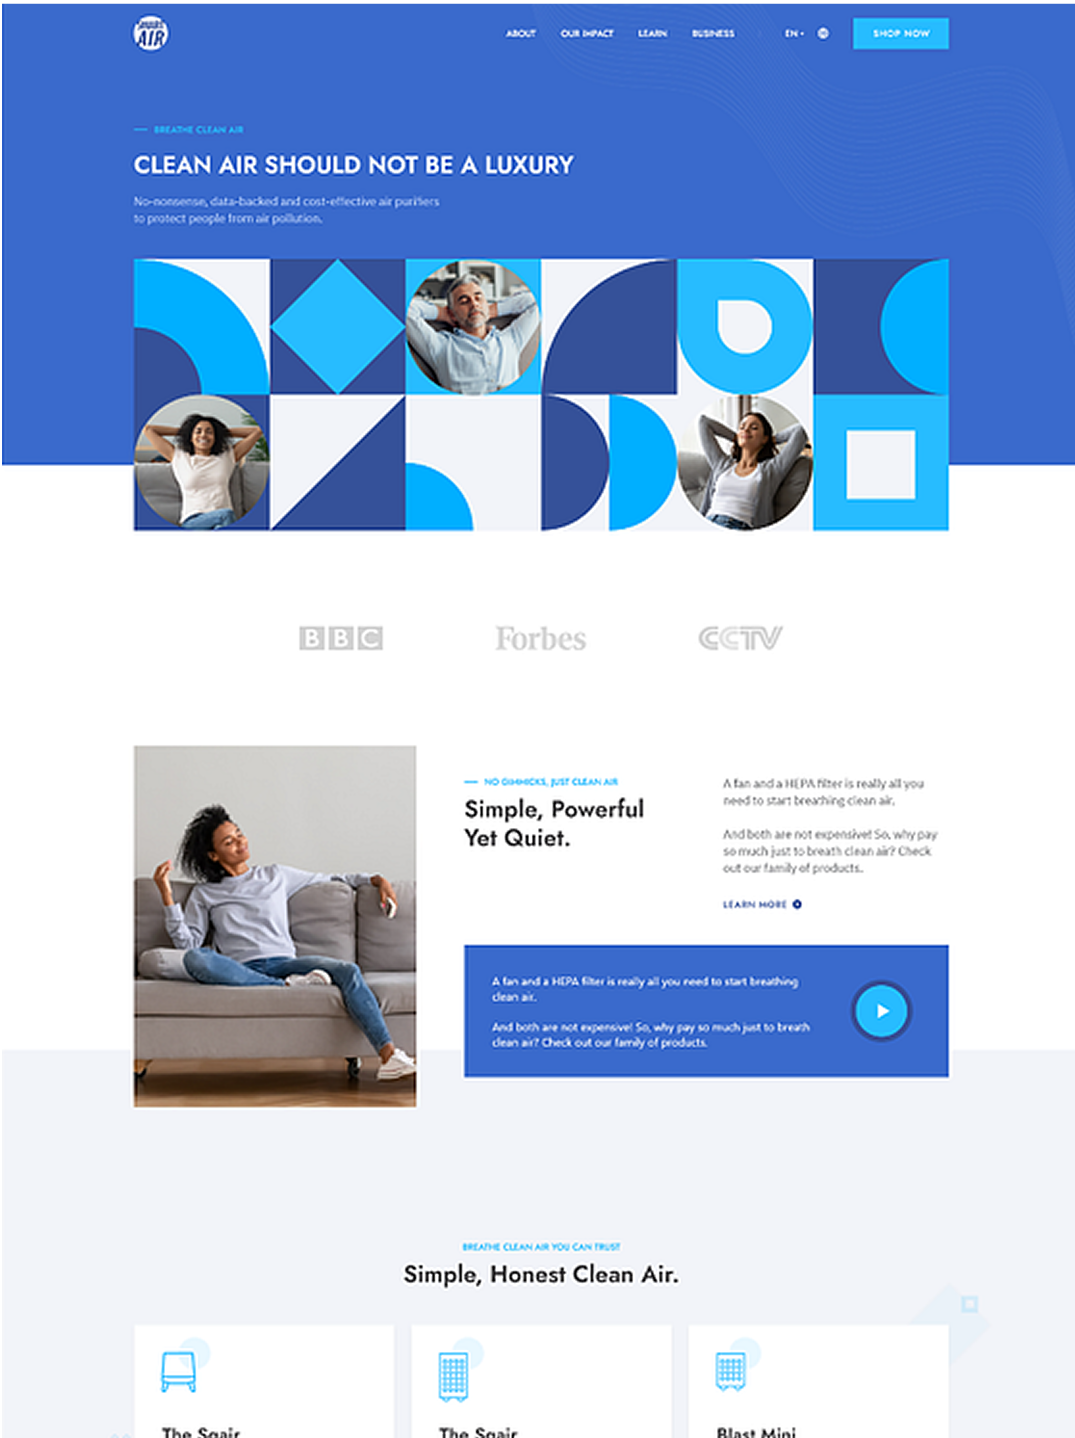 SMART
AIR
ABOUT
OUR IMPACT
LEARN
BUSINESS
EN
SHOP NOW
BREATHE CLEAN AIR
CLEAN AIR SHOULD NOT BE A LUXURY
No-nonsense, data-backed and cost-effective air purifiers
to protect people from air pollution.
BBC
Forbes
CCTV
NO GIMMICKS, JUST CLEAN AIR
Simple, Powerful
Yet Quiet.
A fan and a HEPA filter is really all you
need to start breathing clean air.
And both are not expensive! So, why pay
so much just to breath clean air? Check
out our family of products.
LEARN MORE
A fan and a HEPA filter is really all you need to start breathing
clean air.
And both are not expensive! So, why pay so much just to breath
clean air? Check out our family of products.
BREATHE CLEAN AIR YOU CAN TRUST
Simple, Honest Clean Air.
The Sqair
The Sqair
Blast Mini